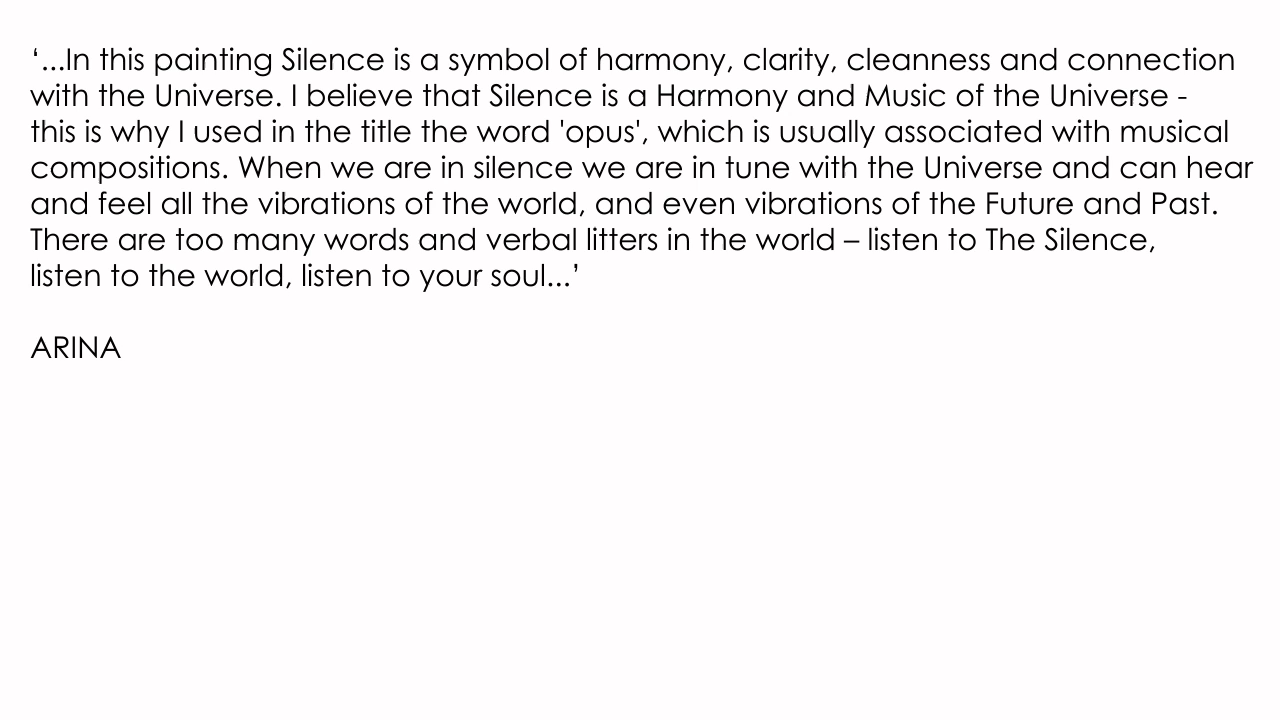 ‘...In this painting Silence is a symbol of harmony, clarity, cleanness and connection
with the Universe. I believe that Silence is a Harmony and Music of the Universe -
this is why I used in the title the word 'opus', which is usually associated with musical
compositions. When we are in silence we are in tune with the Universe and can hear
and feel all the vibrations of the world, and even vibrations of the Future and Past.
There are too many words and verbal litters in the world – listen to The Silence,
listen to the world, listen to your soul...’
ARINA